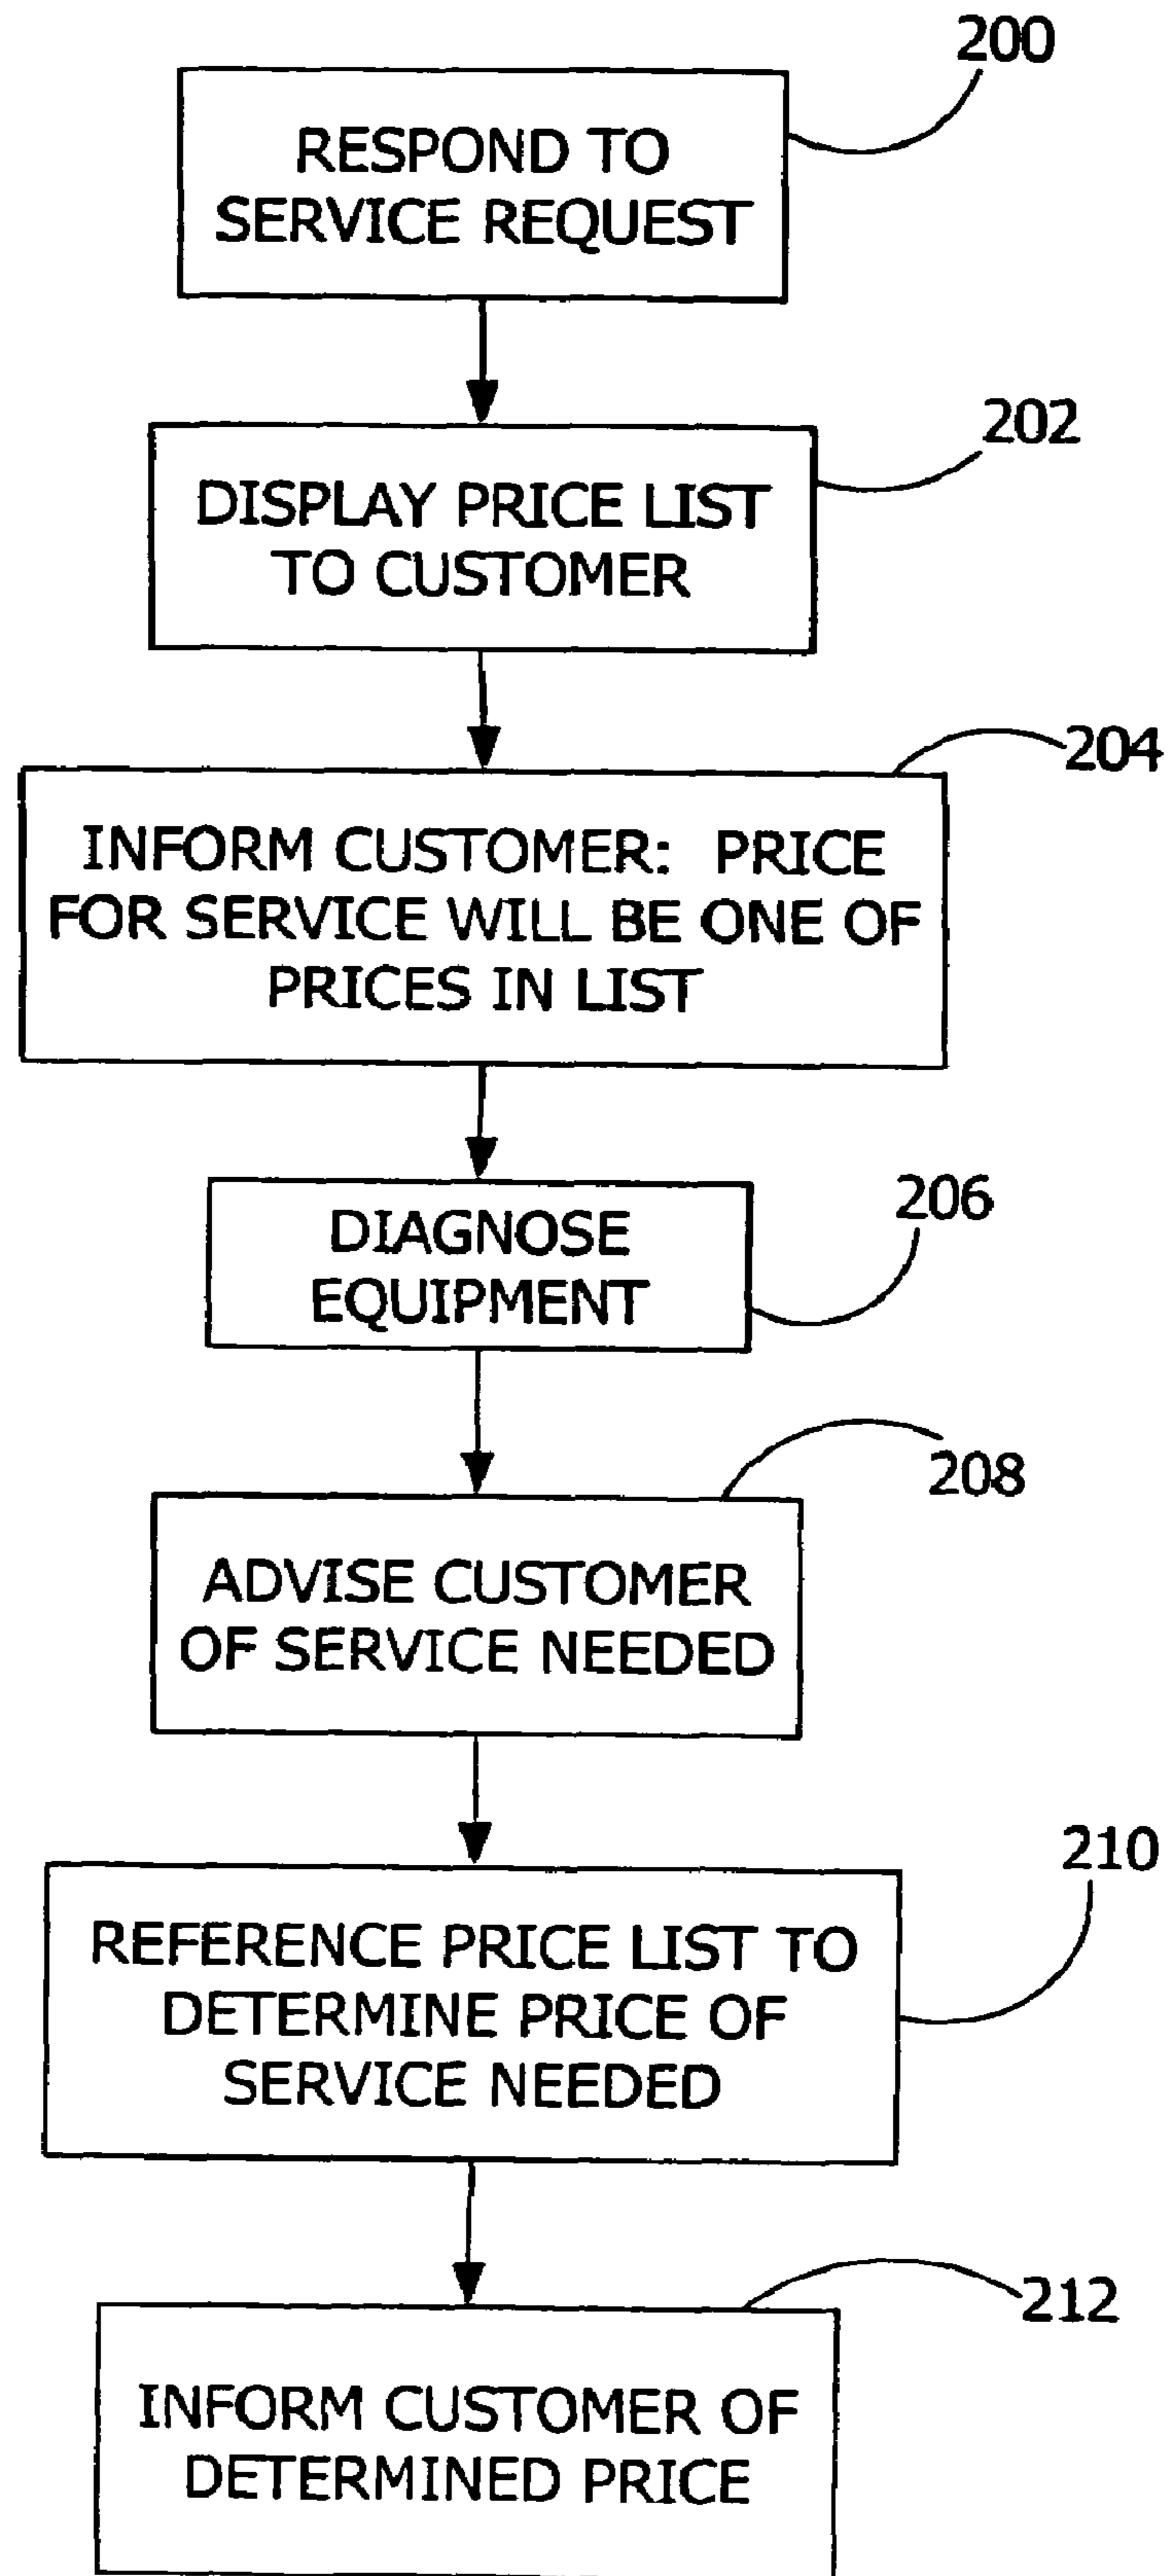 200
RESPOND TO
SERVICE REQUEST
202
DISPLAY PRICE LIST
TO CUSTOMER
204
INFORM CUSTOMER: PRICE
FOR SERVICE WILL BE ONE OF
PRICES IN LIST
206
DIAGNOSE
EQUIPMENT
208
ADVISE CUSTOMER
OF SERVICE NEEDED
210
REFERENCE PRICE LIST TO
DETERMINE PRICE OF
SERVICE NEEDED
212
INFORM CUSTOMER OF
DETERMINED PRICE